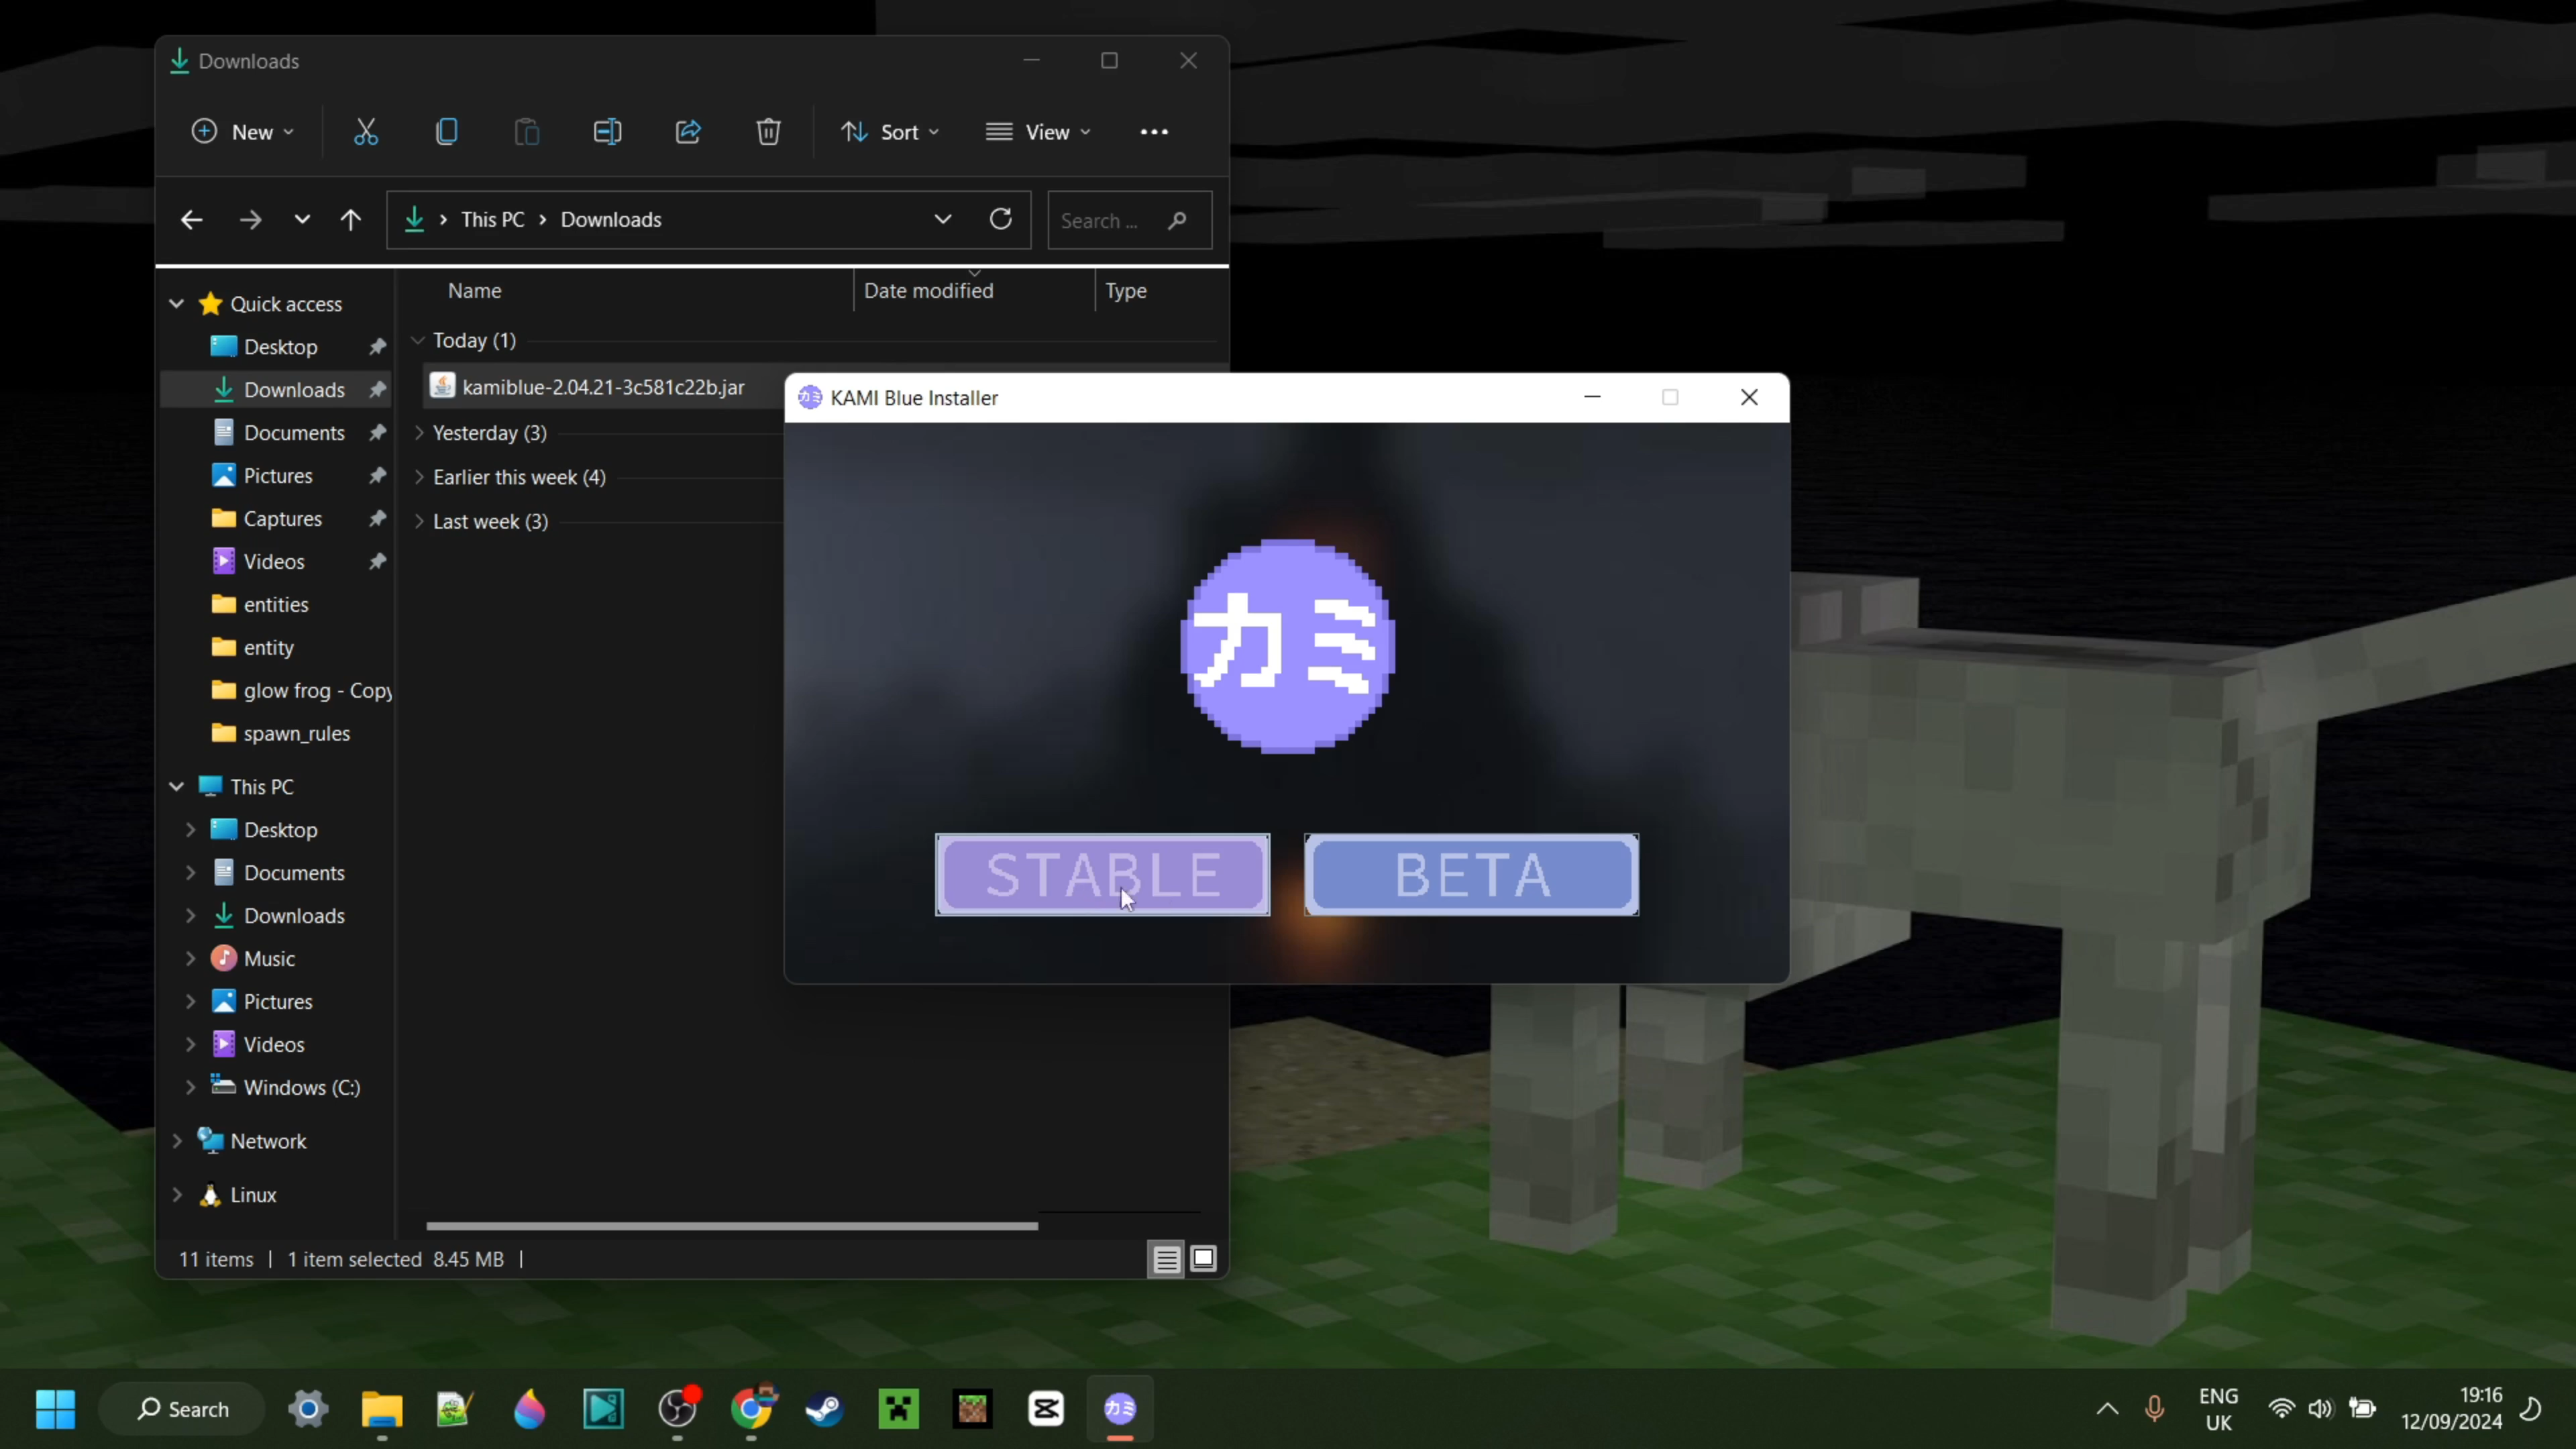 Downloads
New
Sort
View
This PC
Downloads
Search ...
Name
Date modified
Type
Quick access
Desktop
Downloads
Documents
Pictures
Captures
Videos
entities
entity
glow frog - Copy
spawn_rules
This PC
Desktop
Documents
Downloads
Music
Pictures
Videos
Windows (C:)
Network
Linux
Today (1)
kamiblue-2.04.21-3c581c22b.jar
Yesterday (3)
Earlier this week (4)
Last week (3)
11 items
1 item selected 8.45 MB
カミ KAMI Blue Installer
カミ
STABLE
BETA
Search
カミ
ENG
UK
19:16
12/09/2024